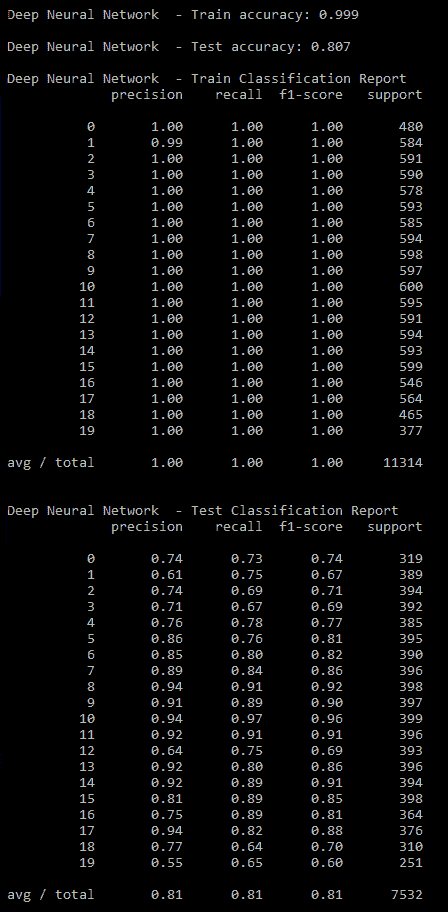 Deep Neural Network  - Train accuracy: 0.999
Deep Neural Network  - Test accuracy: 0.807
Deep Neural Network  - Train Classification Report
precision recall f1-score support
0 1.00 1.00 1.00 480
1 0.99 1.00 1.00 584
2 1.00 1.00 1.00 591
3 1.00 1.00 1.00 590
4 1.00 1.00 1.00 578
5 1.00 1.00 1.00 593
6 1.00 1.00 1.00 585
7 1.00 1.00 1.00 594
8 1.00 1.00 1.00 598
9 1.00 1.00 1.00 597
10 1.00 1.00 1.00 600
11 1.00 1.00 1.00 595
12 1.00 1.00 1.00 591
13 1.00 1.00 1.00 594
14 1.00 1.00 1.00 593
15 1.00 1.00 1.00 599
16 1.00 1.00 1.00 546
17 1.00 1.00 1.00 564
18 1.00 1.00 1.00 465
19 1.00 1.00 1.00 377
avg / total 1.00 1.00 1.00 11314
Deep Neural Network  - Test Classification Report
precision recall f1-score support
0 0.74 0.73 0.74 319
1 0.61 0.75 0.67 389
2 0.74 0.69 0.71 394
3 0.71 0.67 0.69 392
4 0.76 0.78 0.77 385
5 0.86 0.76 0.81 395
6 0.85 0.80 0.82 390
7 0.89 0.84 0.86 396
8 0.94 0.91 0.92 398
9 0.91 0.89 0.90 397
10 0.94 0.97 0.96 399
11 0.92 0.91 0.91 396
12 0.64 0.75 0.69 393
13 0.92 0.80 0.86 396
14 0.92 0.89 0.91 394
15 0.81 0.89 0.85 398
16 0.75 0.89 0.81 364
17 0.94 0.82 0.88 376
18 0.77 0.64 0.70 310
19 0.55 0.65 0.60 251
avg / total 0.81 0.81 0.81 7532